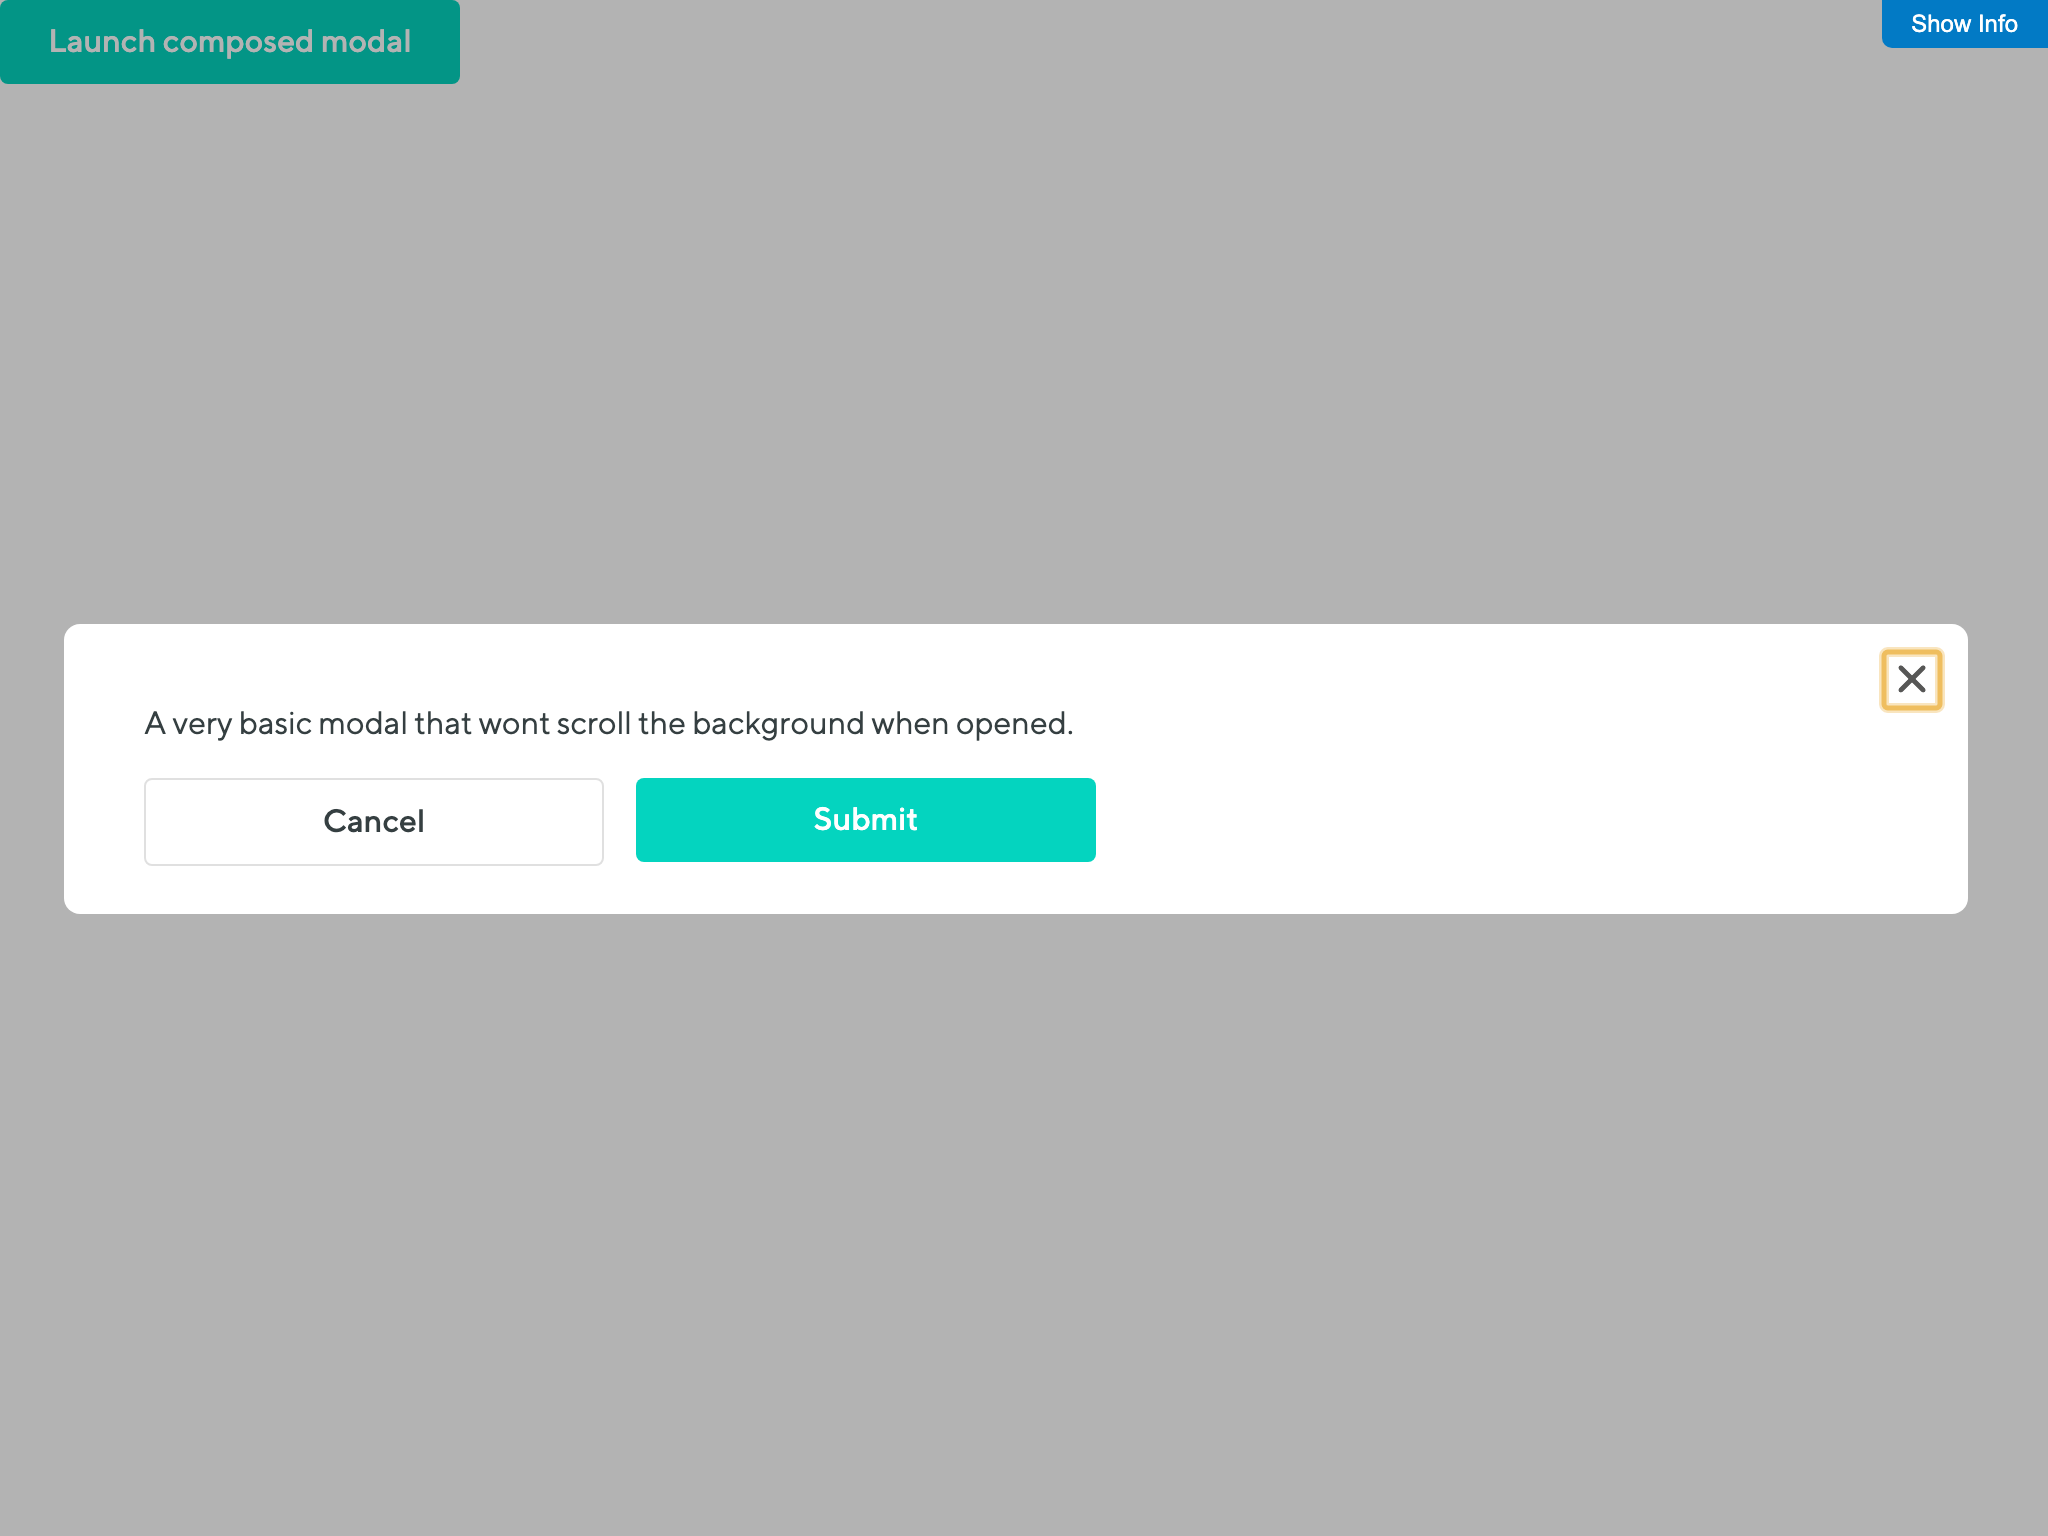 Launch composed modal
Show Info
A very basic modal that wont scroll the background when opened.
Cancel
Submit